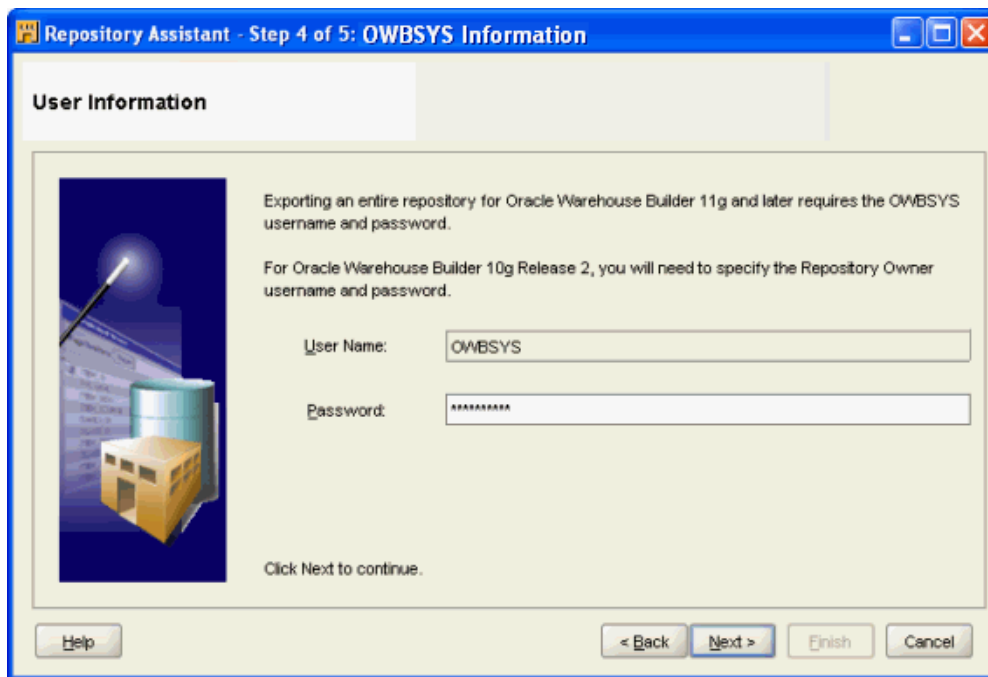 Repository Assistant - Step 4 of 5: OWBSYS Information
User Information
Exporting an entire repository for Oracle Warehouse Builder 11g and later requires the OWBSYS
username and password.
For Oracle Warehouse Builder 10g Release 2, you will need to specify the Repository Owner
username and password.
User Name: OWBSYS
Password: **********
Click Next to continue.
Help < Back Next > Finish Cancel